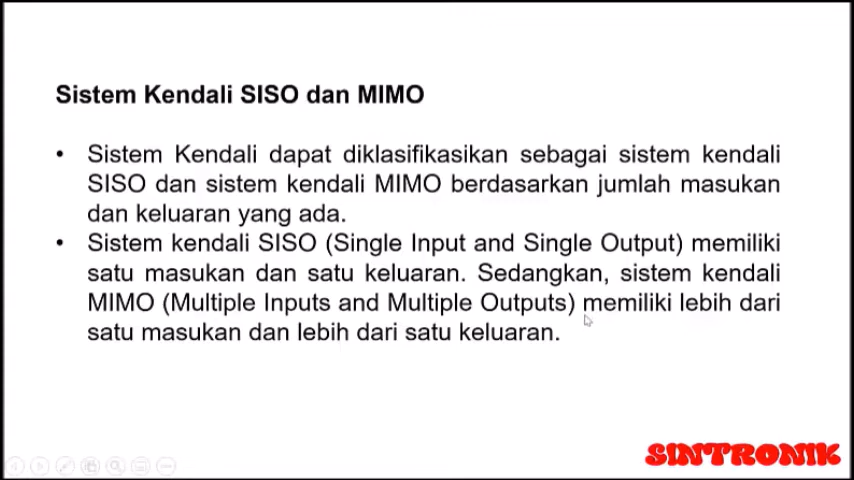 Sistem Kendali SISO dan MIMO
• Sistem Kendali dapat diklasifikasikan sebagai sistem kendali
SISO dan sistem kendali MIMO berdasarkan jumlah masukan
dan keluaran yang ada.
• Sistem kendali SISO (Single Input and Single Output) memiliki
satu masukan dan satu keluaran. Sedangkan, sistem kendali
MIMO (Multiple Inputs and Multiple Outputs) memiliki lebih dari
satu masukan dan lebih dari satu keluaran.
SINTRONIK